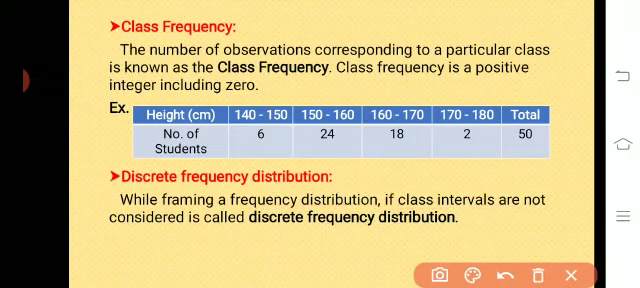 ➤Class Frequency:
The number of observations corresponding to a particular class
is known as the Class Frequency. Class frequency is a positive
integer including zero.
Ex.
Height (cm) 140 - 150 150 - 160 160 - 170 170 - 180 Total
No. of Students 6 24 18 2 50
➤Discrete frequency distribution:
While framing a frequency distribution, if class intervals are not
considered is called discrete frequency distribution.